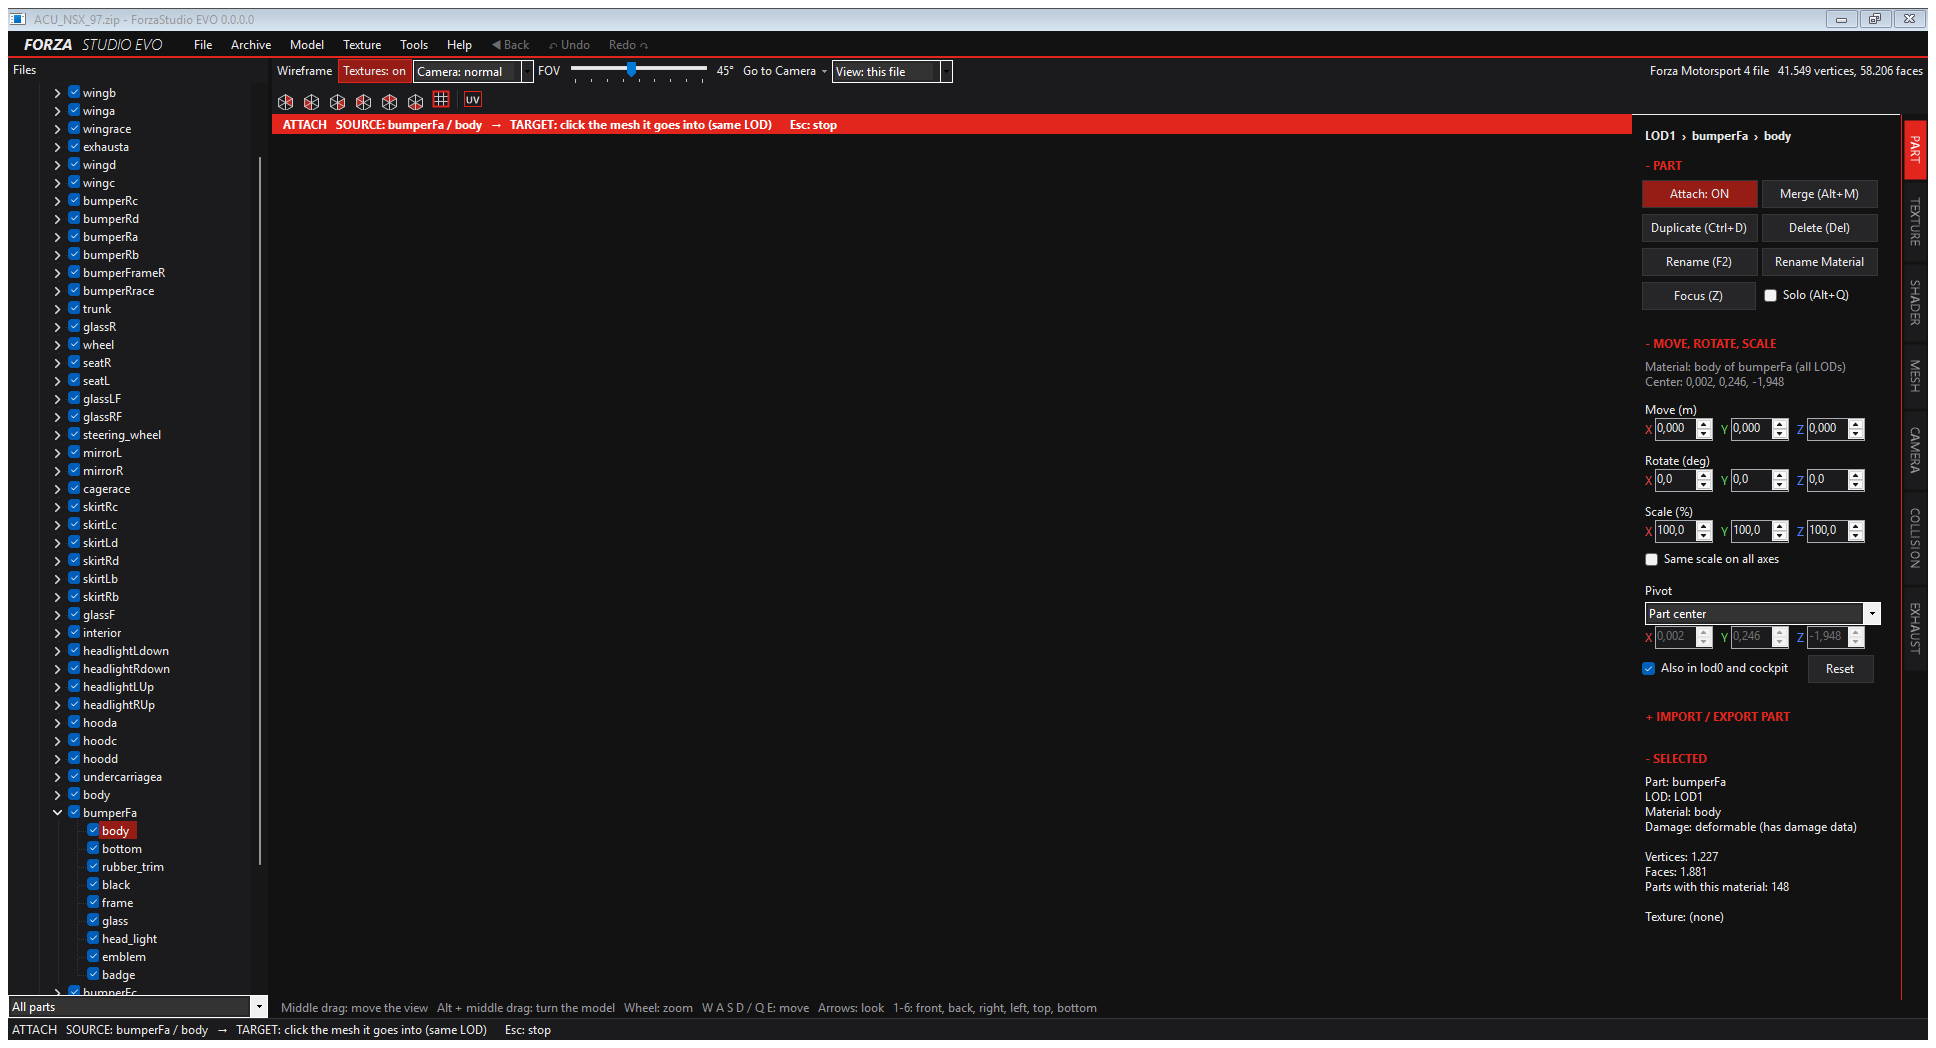 ACU_NSX_97.zip - ForzaStudio EVO 0.0.0.0
FORZA STUDIO EVO File Archive Model Texture Tools Help Back Undo Redo
Files
Wireframe Textures: on Camera: normal FOV 45° Go to Camera View: this file Forza Motorsport 4 file 41.549 vertices, 58.206 faces
UV
ATTACH SOURCE: bumperFa / body → TARGET: click the mesh it goes into (same LOD) Esc: stop
wingb
winga
wingrace
exhausta
wingd
wingc
bumperRc
bumperRd
bumperRa
bumperRb
bumperFrameR
bumperRrace
trunk
glassR
wheel
seatR
seatL
glassLF
glassRF
steering_wheel
mirrorL
mirrorR
cagerace
skirtRc
skirtLc
skirtLd
skirtRd
skirtLb
skirtRb
glassF
interior
headlightLdown
headlightRdown
headlightLUp
headlightRUp
hooda
hoodc
hoodd
undercarriagea
body
bumperFa
body
bottom
rubber_trim
black
frame
glass
head_light
emblem
badge
bumperFc
All parts
LOD1 › bumperFa › body
- PART
Attach: ON Merge (Alt+M)
Duplicate (Ctrl+D) Delete (Del)
Rename (F2) Rename Material
Focus (Z) Solo (Alt+Q)
- MOVE, ROTATE, SCALE
Material: body of bumperFa (all LODs)
Center: 0,002, 0,246, -1,948
Move (m)
X 0,000 Y 0,000 Z 0,000
Rotate (deg)
X 0,0 Y 0,0 Z 0,0
Scale (%)
X 100,0 Y 100,0 Z 100,0
Same scale on all axes
Pivot
Part center
X 0,002 Y 0,246 Z -1,948
Also in lod0 and cockpit Reset
+ IMPORT / EXPORT PART
- SELECTED
Part: bumperFa
LOD: LOD1
Material: body
Damage: deformable (has damage data)
Vertices: 1.227
Faces: 1.881
Parts with this material: 148
Texture: (none)
PART
TEXTURE
SHADER
MESH
CAMERA
COLLISION
EXHAUST
Middle drag: move the view Alt + middle drag: turn the model Wheel: zoom W A S D / Q E: move Arrows: look 1-6: front, back, right, left, top, bottom
ATTACH SOURCE: bumperFa / body → TARGET: click the mesh it goes into (same LOD) Esc: stop